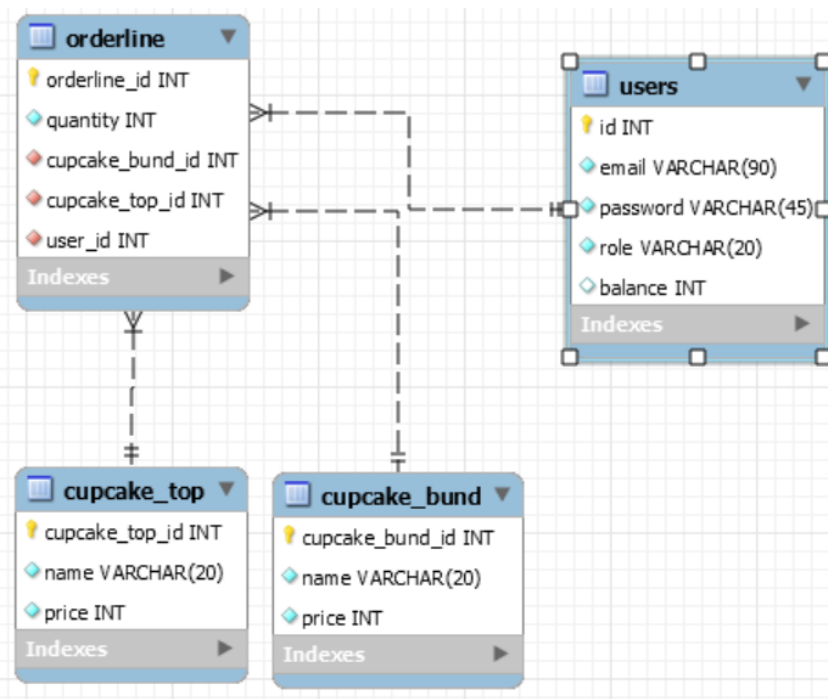 orderline
orderline_id INT
quantity INT
cupcake_bund_id INT
cupcake_top_id INT
user_id INT
Indexes
users
id INT
email VARCHAR(90)
password VARCHAR(45)
role VARCHAR(20)
balance INT
Indexes
cupcake_top
cupcake_top_id INT
name VARCHAR(20)
price INT
Indexes
cupcake_bund
cupcake_bund_id INT
name VARCHAR(20)
price INT
Indexes